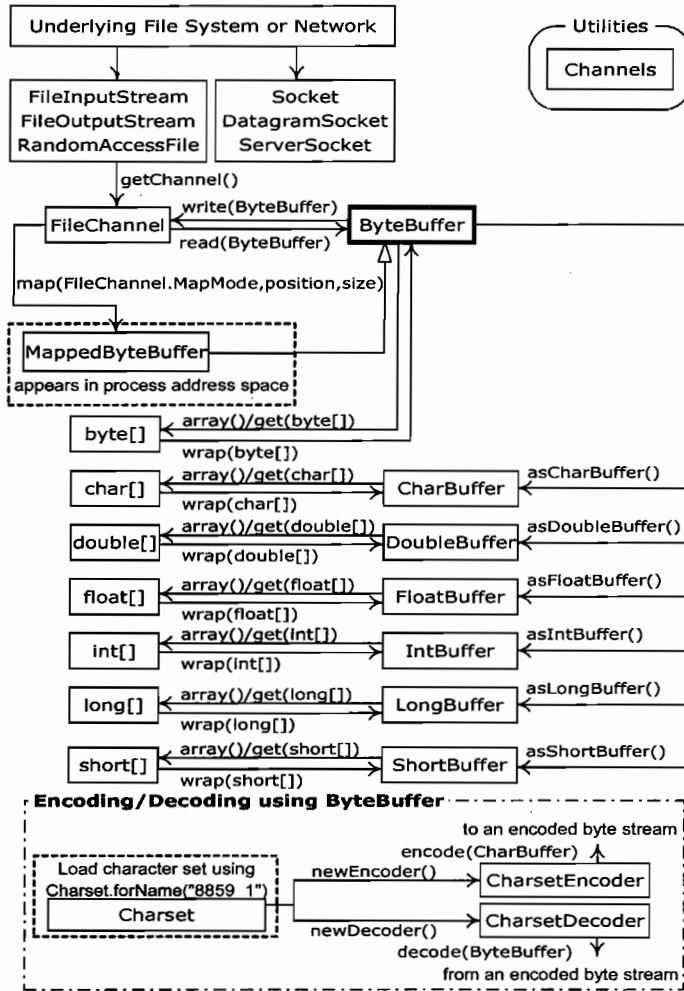 Underlying File System or Network
Utilities
Channels
FileInputStream
FileOutputStream
RandomAccessFile
Socket
DatagramSocket
ServerSocket
getChannel()
write(ByteBuffer)
FileChannel
ByteBuffer
read(ByteBuffer)
map(FileChannel.MapMode,position,size)
MappedByteBuffer
appears in process address space
array()/get(byte[])
byte[]
wrap(byte[])
array()/get(char[])
asCharBuffer()
char[]
CharBuffer
wrap(char[])
array()/get(double[])
asDoubleBuffer()
double[]
DoubleBuffer
wrap(double[])
array()/get(float[])
asFloatBuffer()
float[]
FloatBuffer
wrap(float[])
array()/get(int[])
asIntBuffer()
int[]
IntBuffer
wrap(int[])
array()/get(long[])
asLongBuffer()
long[]
LongBuffer
wrap(long[])
array()/get(short[])
asShortBuffer()
short[]
ShortBuffer
wrap(short[])
Encoding/Decoding using ByteBuffer
to an encoded byte stream
encode(CharBuffer)
Load character set using
Charset.forName("8859_1")
Charset
newEncoder()
CharsetEncoder
CharsetDecoder
newDecoder()
decode(ByteBuffer)
from an encoded byte stream